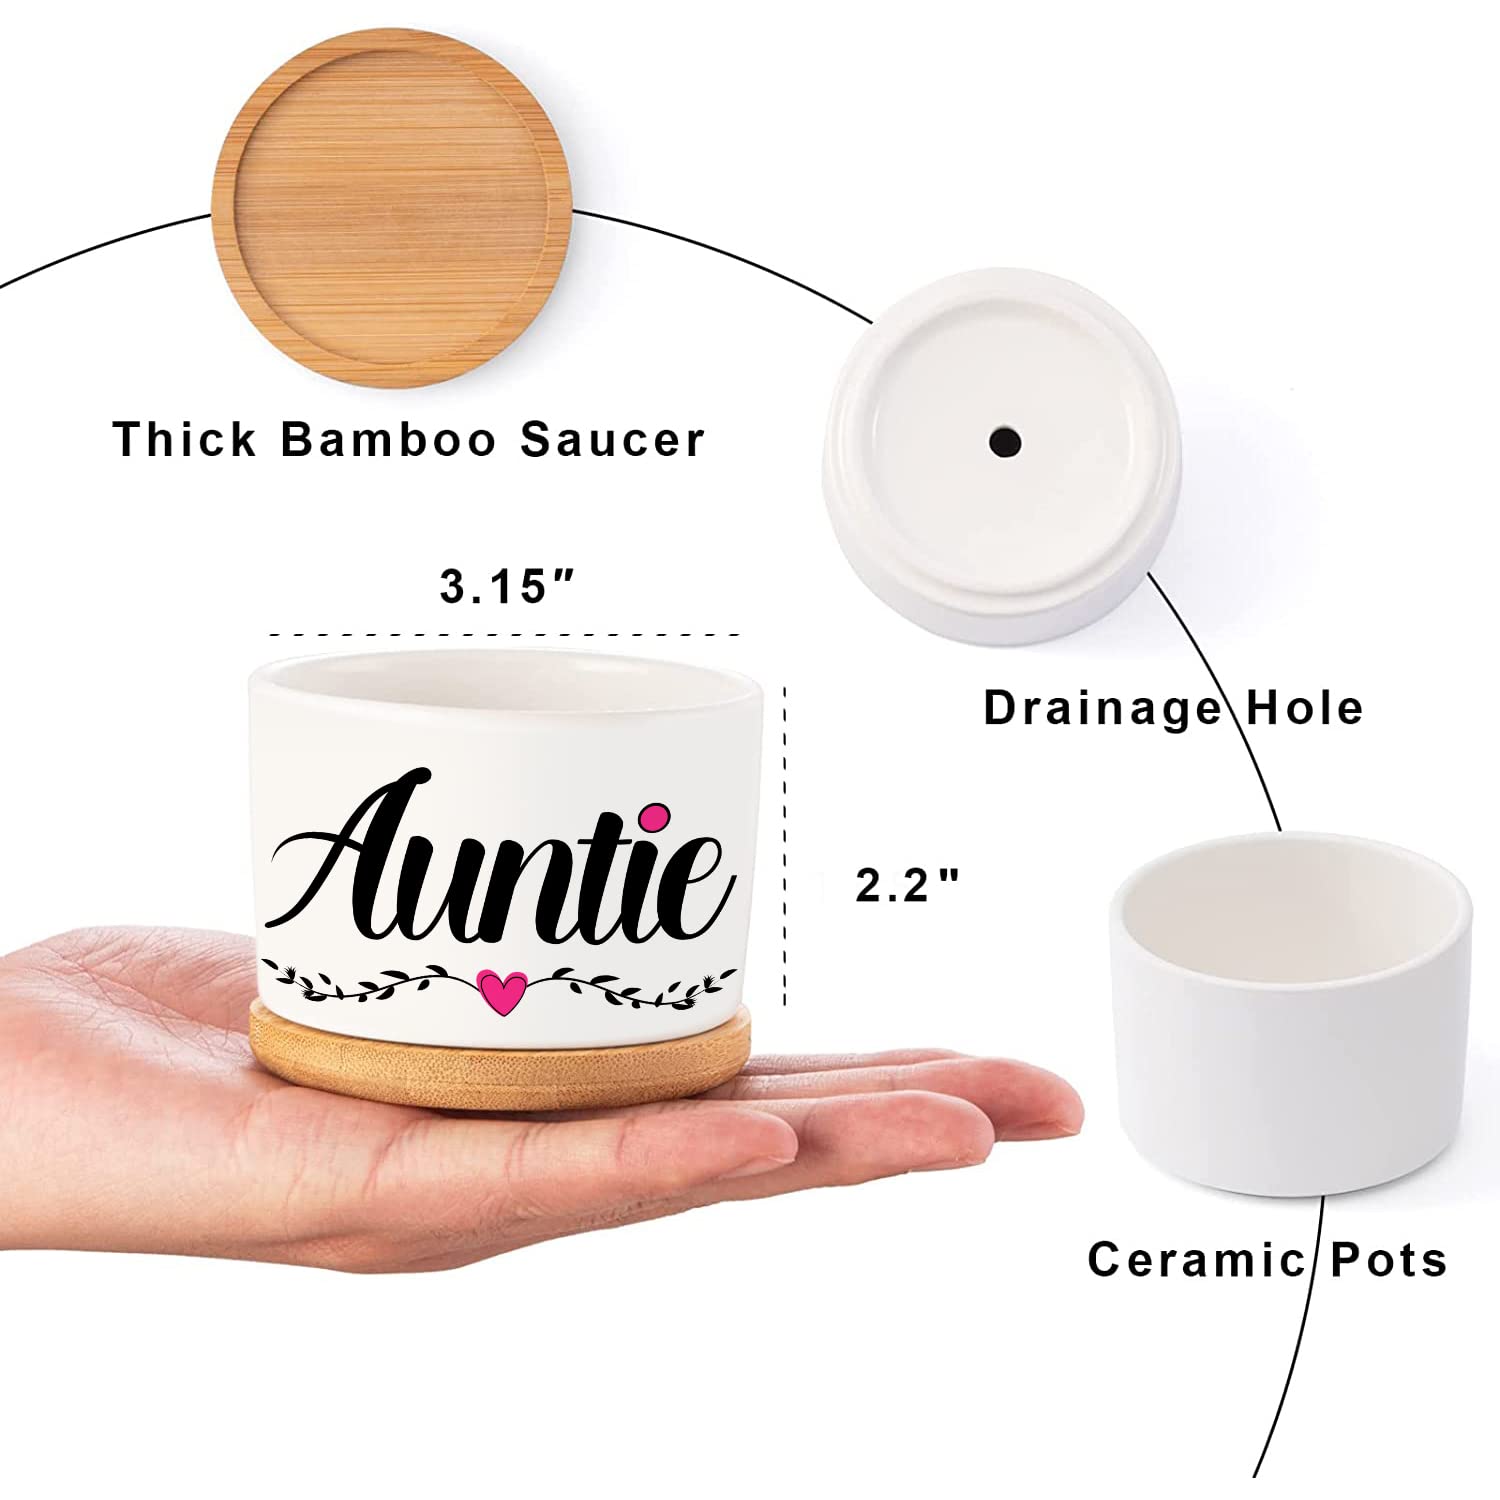 Thick Bamboo Saucer
3.15"
Drainage Hole
Auntie
2.2"
Ceramic Pots